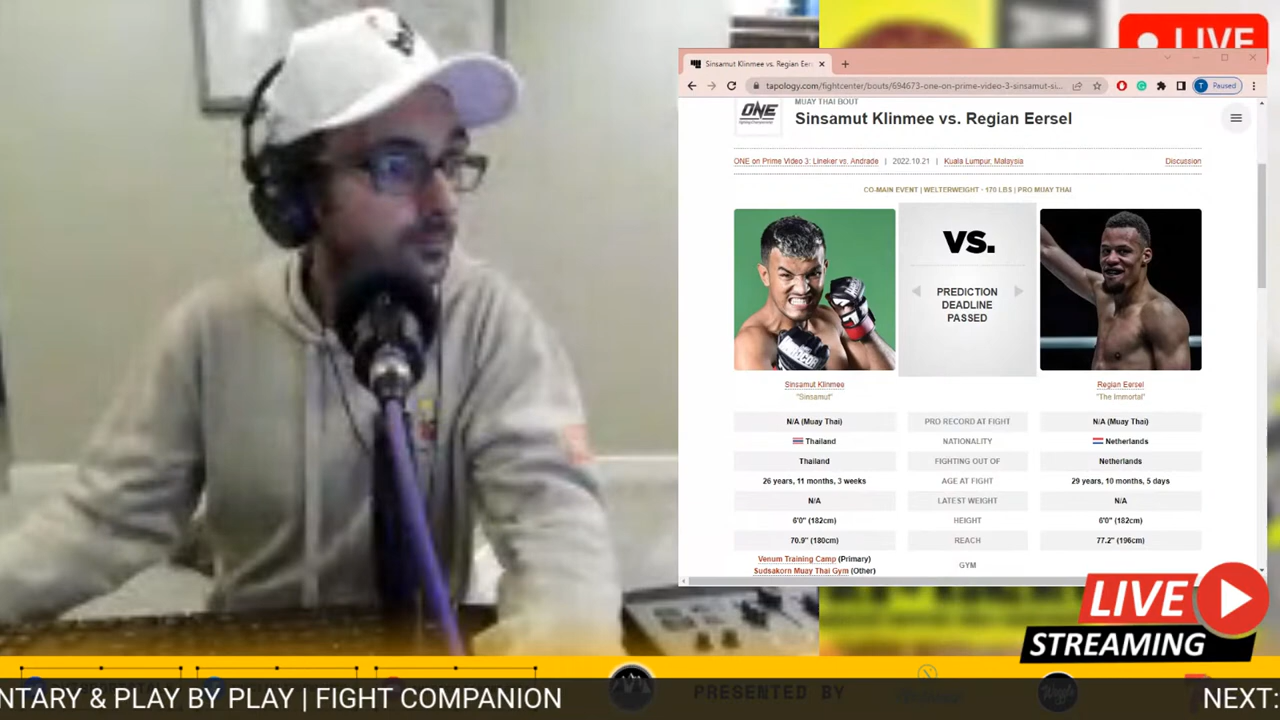 LIVE
Sinsamut Klinmee vs. Regian Eer
tapology.com/fightcenter/bouts/694673-one-on-prime-video-3-sinsamut-si...
T Paused
MUAY THAI BOUT
ONE
Sinsamut Klinmee vs. Regian Eersel
ONE on Prime Video 3: Lineker vs. Andrade | 2022.10.21 | Kuala Lumpur, Malaysia Discussion
CO-MAIN EVENT | WELTERWEIGHT · 170 LBS | PRO MUAY THAI
VS.
PREDICTION
DEADLINE
PASSED
Sinsamut Klinmee Regian Eersel
"Sinsamut" "The Immortal"
N/A (Muay Thai) PRO RECORD AT FIGHT N/A (Muay Thai)
Thailand NATIONALITY Netherlands
Thailand FIGHTING OUT OF Netherlands
26 years, 11 months, 3 weeks AGE AT FIGHT 29 years, 10 months, 5 days
N/A LATEST WEIGHT N/A
6'0" (182cm) HEIGHT 6'0" (182cm)
70.9" (180cm) REACH 77.2" (196cm)
Venum Training Camp (Primary)
Sudsakorn Muay Thai Gym (Other) GYM
LIVE
STREAMING
PRESENTED BY
NTARY & PLAY BY PLAY | FIGHT COMPANION NEXT: